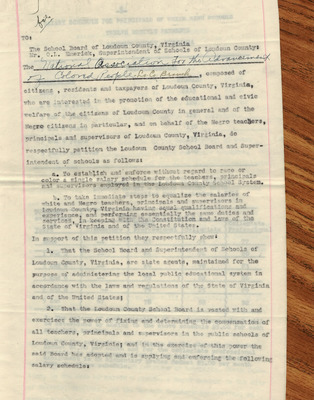 TO:
The School Board of Loudoun County, Virginia
Mr. O.L. Emerick, Superintendent of Schools of Loudoun County:
The National Association for the Advancement
of Colored People L.C. Branch, composed of
citizens, residents and taxpayers of Loudoun County, Virginia,
who are interested in the promotion of the educational and civic
welfare of the citizens of Loudoun County in general and of the
Negro citizens in particular, and on behalf of the Negro teachers,
principals and supervisors of Loudoun County, Virginia, do
respectfully petition the Loudoun County School Board and Super-
intendent of schools as follows:
a. To establish and enforce without regard to race or
color a single salary schedule for the teachers, principals
and supervisors employed in the Loudoun County School System.
b. To take immediate steps to equalize the salaries of
white and Negro teachers, principals and supervisors in
Loudoun County, Virginia having equal qualifications and
experience, and performing essentially the same duties and
services, in keeping with The Constitution and laws of the
State of Virginia and of the United States.
In support of this petition they respectfully show:
1. That the School Board and Superintendent of Schools of
Loudoun County, Virginia, are state agents, maintained for the
purpose of administering the local public educational system in
accordance with the laws and regulations of the State of Virginia
and of the United States;
2. That the Loudoun County School Board is vested with and
exercises the power of fixing and determining the compensation of
all teachers, principals and supervisors in the public schools of
Loudoun County, Virginia; and in the exercise of this power the
said Board has adopted and is applying and enforcing the following
salary schedule: